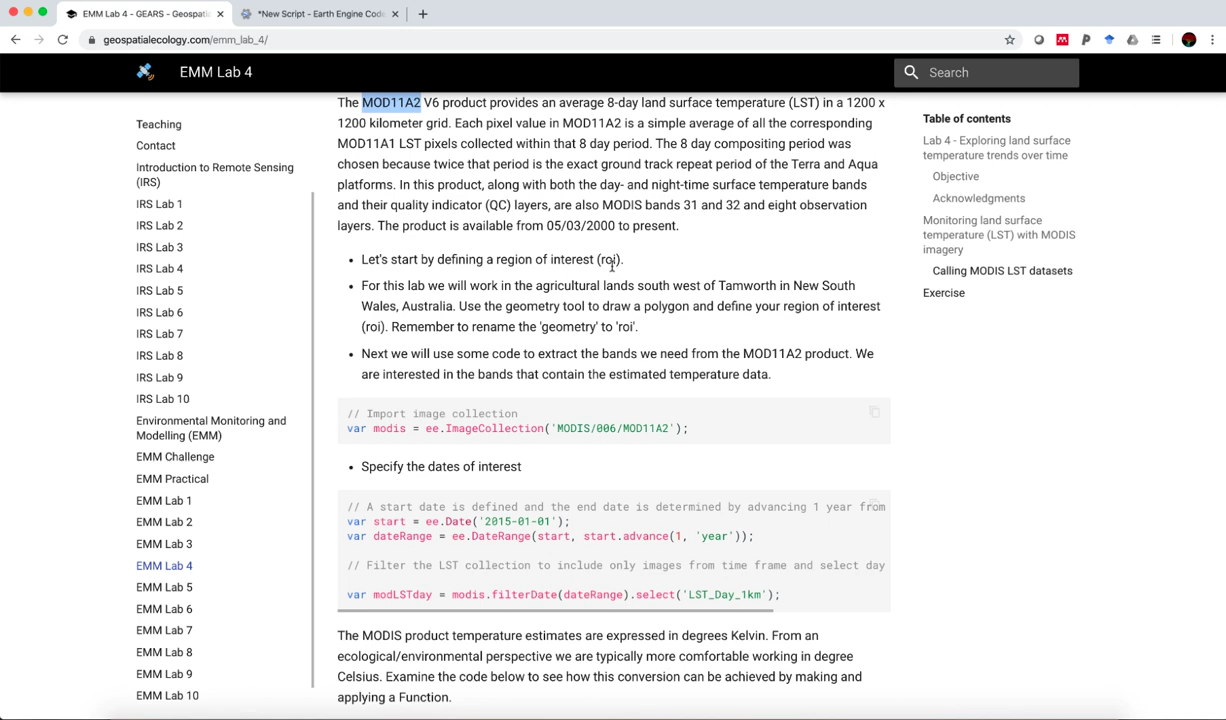 EMM Lab 4 - GEARS - Geospatia
*New Script - Earth Engine Code
geospatialecology.com/emm_lab_4/
EMM Lab 4
Search
Teaching
Contact
Introduction to Remote Sensing
(IRS)
IRS Lab 1
IRS Lab 2
IRS Lab 3
IRS Lab 4
IRS Lab 5
IRS Lab 6
IRS Lab 7
IRS Lab 8
IRS Lab 9
IRS Lab 10
Environmental Monitoring and
Modelling (EMM)
EMM Challenge
EMM Practical
EMM Lab 1
EMM Lab 2
EMM Lab 3
EMM Lab 4
EMM Lab 5
EMM Lab 6
EMM Lab 7
EMM Lab 8
EMM Lab 9
EMM Lab 10
The MOD11A2 V6 product provides an average 8-day land surface temperature (LST) in a 1200 x
1200 kilometer grid. Each pixel value in MOD11A2 is a simple average of all the corresponding
MOD11A1 LST pixels collected within that 8 day period. The 8 day compositing period was
chosen because twice that period is the exact ground track repeat period of the Terra and Aqua
platforms. In this product, along with both the day- and night-time surface temperature bands
and their quality indicator (QC) layers, are also MODIS bands 31 and 32 and eight observation
layers. The product is available from 05/03/2000 to present.
• Let's start by defining a region of interest (roi).
• For this lab we will work in the agricultural lands south west of Tamworth in New South
Wales, Australia. Use the geometry tool to draw a polygon and define your region of interest
(roi). Remember to rename the 'geometry' to 'roi'.
• Next we will use some code to extract the bands we need from the MOD11A2 product. We
are interested in the bands that contain the estimated temperature data.
// Import image collection
var modis = ee.ImageCollection('MODIS/006/MOD11A2');
• Specify the dates of interest
// A start date is defined and the end date is determined by advancing 1 year from
var start = ee.Date('2015-01-01');
var dateRange = ee.DateRange(start, start.advance(1, 'year'));
// Filter the LST collection to include only images from time frame and select day
var modLSTday = modis.filterDate(dateRange).select('LST_Day_1km');
The MODIS product temperature estimates are expressed in degrees Kelvin. From an
ecological/environmental perspective we are typically more comfortable working in degree
Celsius. Examine the code below to see how this conversion can be achieved by making and
applying a Function.
Table of contents
Lab 4 - Exploring land surface
temperature trends over time
Objective
Acknowledgments
Monitoring land surface
temperature (LST) with MODIS
imagery
Calling MODIS LST datasets
Exercise